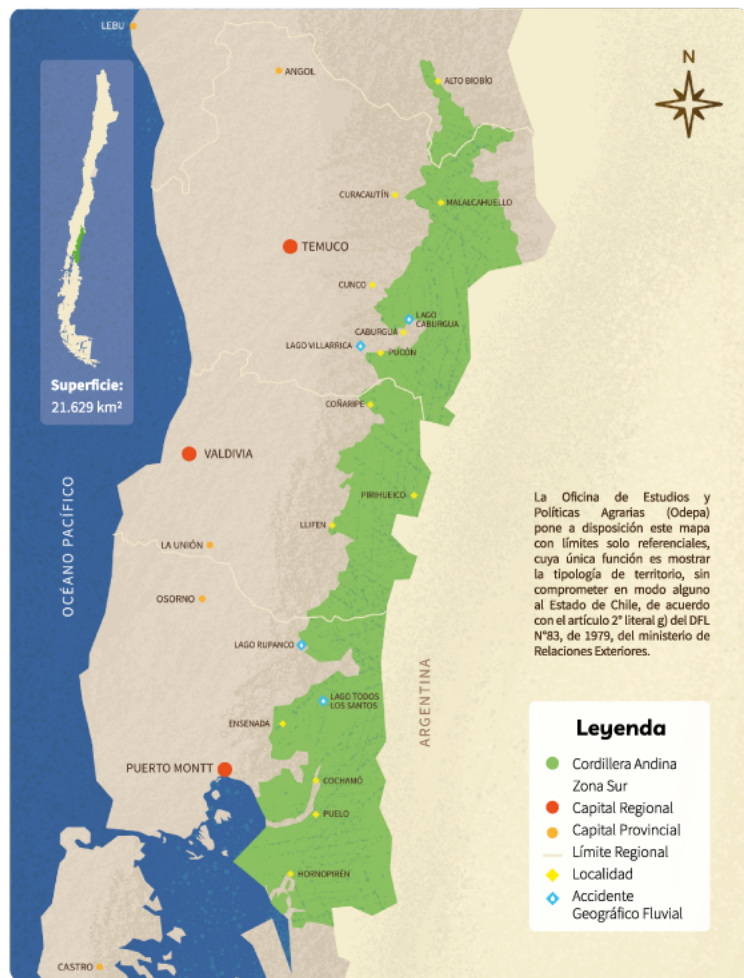 LEBU
ANGOL
ALTO BIOBÍO
N
CURACAUTÍN
MALALCAHUELLO
TEMUCO
CUNCO
LAGO
CABURGUA
CABURGUA
LAGO VILLARRICA
PUCÓN
Superficie:
21.629 km²
COÑARIPE
VALDIVIA
PIRIHUEICO
LLIFEN
OCÉANO PACÍFICO
LA UNIÓN
OSORNO
La Oficina de Estudios y
Políticas Agrarias (Odepa)
pone a disposición este mapa
con límites solo referenciales,
cuya única función es mostrar
la tipología de territorio, sin
comprometer en modo alguno
al Estado de Chile, de acuerdo
con el artículo 2° literal g) del DFL
N°83, de 1979, del ministerio de
Relaciones Exteriores.
LAGO RUPANCO
ARGENTINA
LAGO TODOS
LOS SANTOS
ENSENADA
PUERTO MONTT
COCHAMÓ
PUELO
HORNOPIRÉN
CASTRO
Leyenda
Cordillera Andina
Zona Sur
Capital Regional
Capital Provincial
Límite Regional
Localidad
Accidente
Geográfico Fluvial